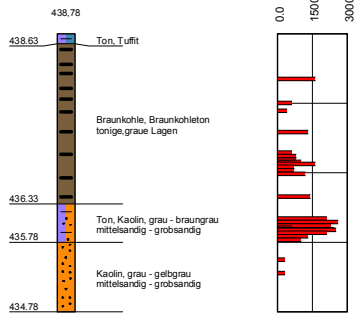 438,78
0.0
1500
3000
438.63
Ton, Tuffit
Braunkohle, Braunkohleton
tonige,graue Lagen
436.33
Ton, Kaolin, grau - braungrau
mittelsandig - grobsandig
435.78
Kaolin, grau - gelbgrau
mittelsandig - grobsandig
434.78